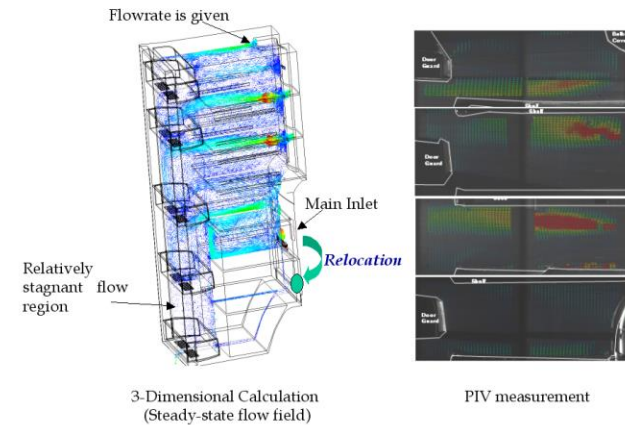 Flowrate is given
Main Inlet
Relocation
Relatively
stagnant flow
region
3-Dimensional Calculation
(Steady-state flow field)
Door
Guard
Shelf
Shelf
Door
Guard
Shelf
Door
Guard
Shelf
PIV measurement